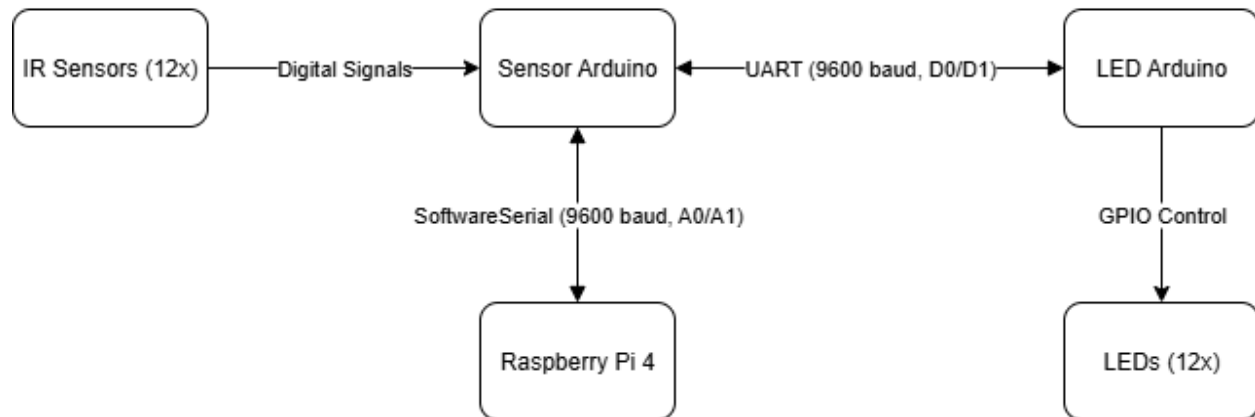 IR Sensors (12x)
Digital Signals
Sensor Arduino
UART (9600 baud, D0/D1)
LED Arduino
SoftwareSerial (9600 baud, A0/A1)
GPIO Control
Raspberry Pi 4
LEDs (12x)